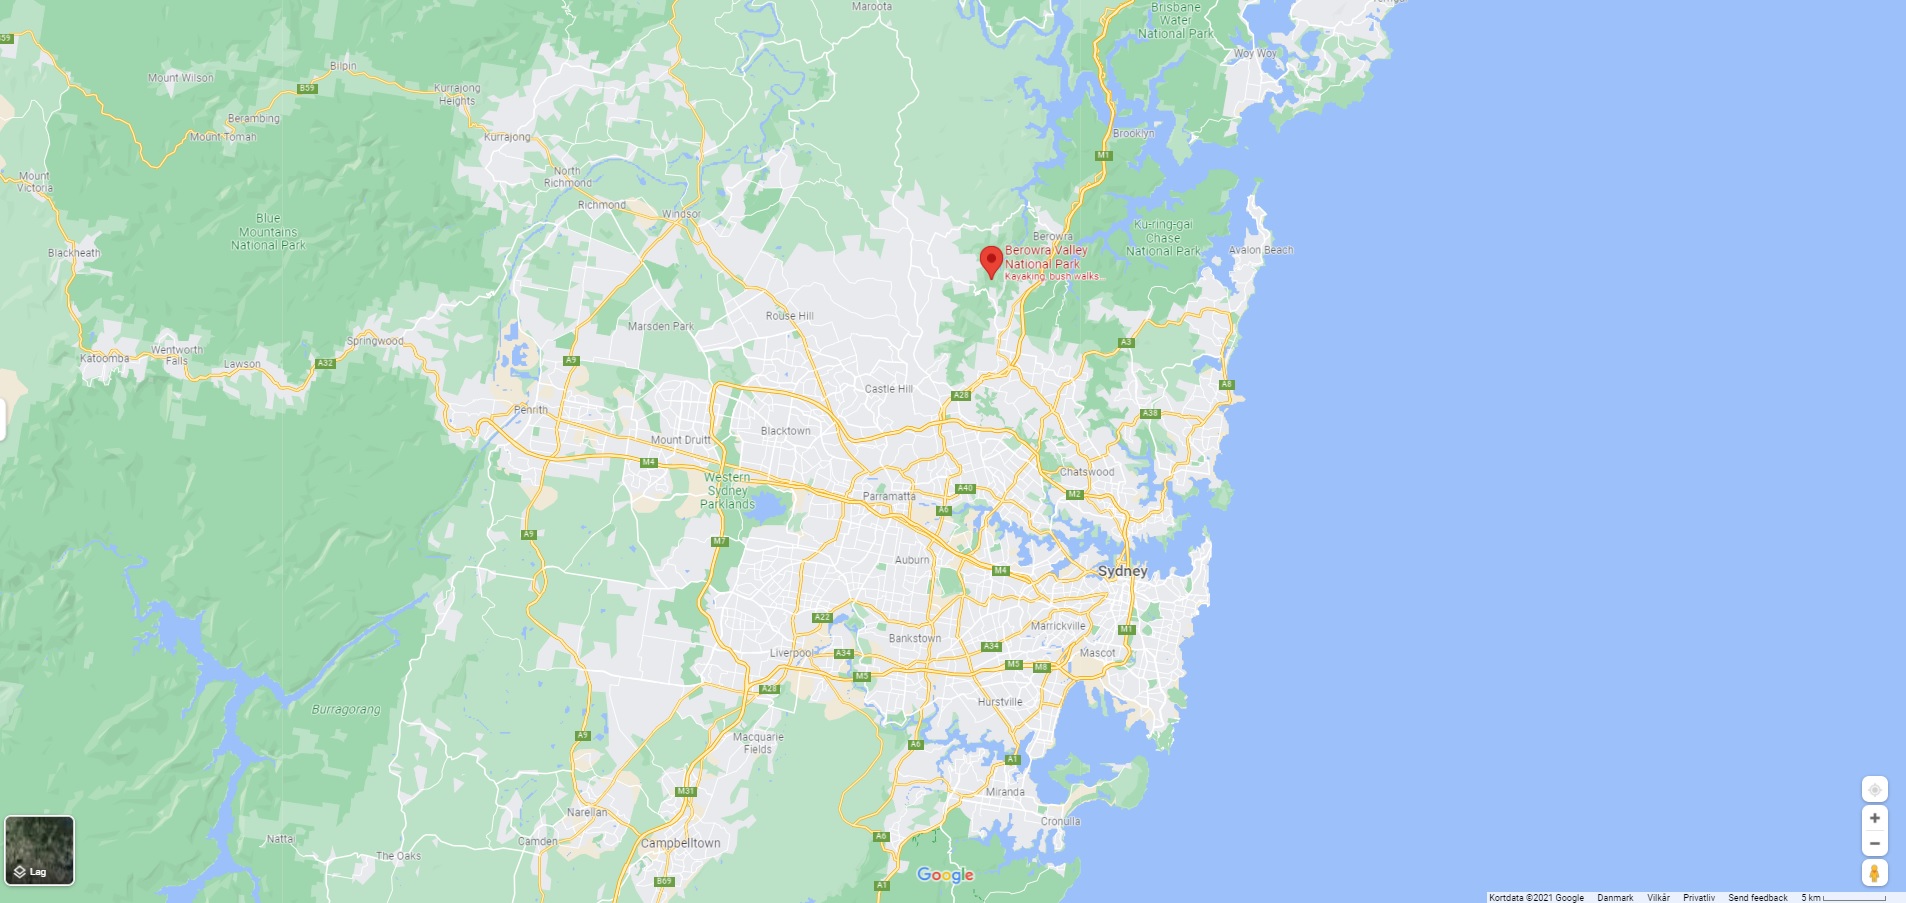 Maroota
Brisbane
Water
National Park
B59
Woy Woy
Bilpin
Mount Wilson
B59
Kurrajong
Heights
Berambing
Mount Tomah
Kurrajong
Brooklyn
M1
North
Richmond
Mount
Victoria
Richmond
Windsor
Blue
Mountains
National Park
Ku-ring-gai
Chase
National Park
Berowra
Berowra Valley
National Park
Kayaking, bush walks...
Avalon Beach
Blackheath
Rouse Hill
Marsden Park
Springwood
A3
Katoomba
Wentworth
Falls
Lawson
A32
A9
A8
Castle Hill
A28
Penrith
A38
Blacktown
Mount Druitt
M4
Chatswood
Western
Sydney
Parklands
Parramatta
A40
M2
A6
A9
M7
Auburn
M4
Sydney
A22
Marrickville
M1
Bankstown
Liverpool
A34
A34
Mascot
M5
M8
M5
A28
Burragorang
Hurstville
A9
Macquarie
Fields
A6
A1
M31
Miranda
Narellan
Cronulla
Nattai
Camden
A6
Campbelltown
The Oaks
Lag
B69
A1
Google
Kortdata ©2021 Google Danmark Vilkår Privatliv Send feedback 5 km